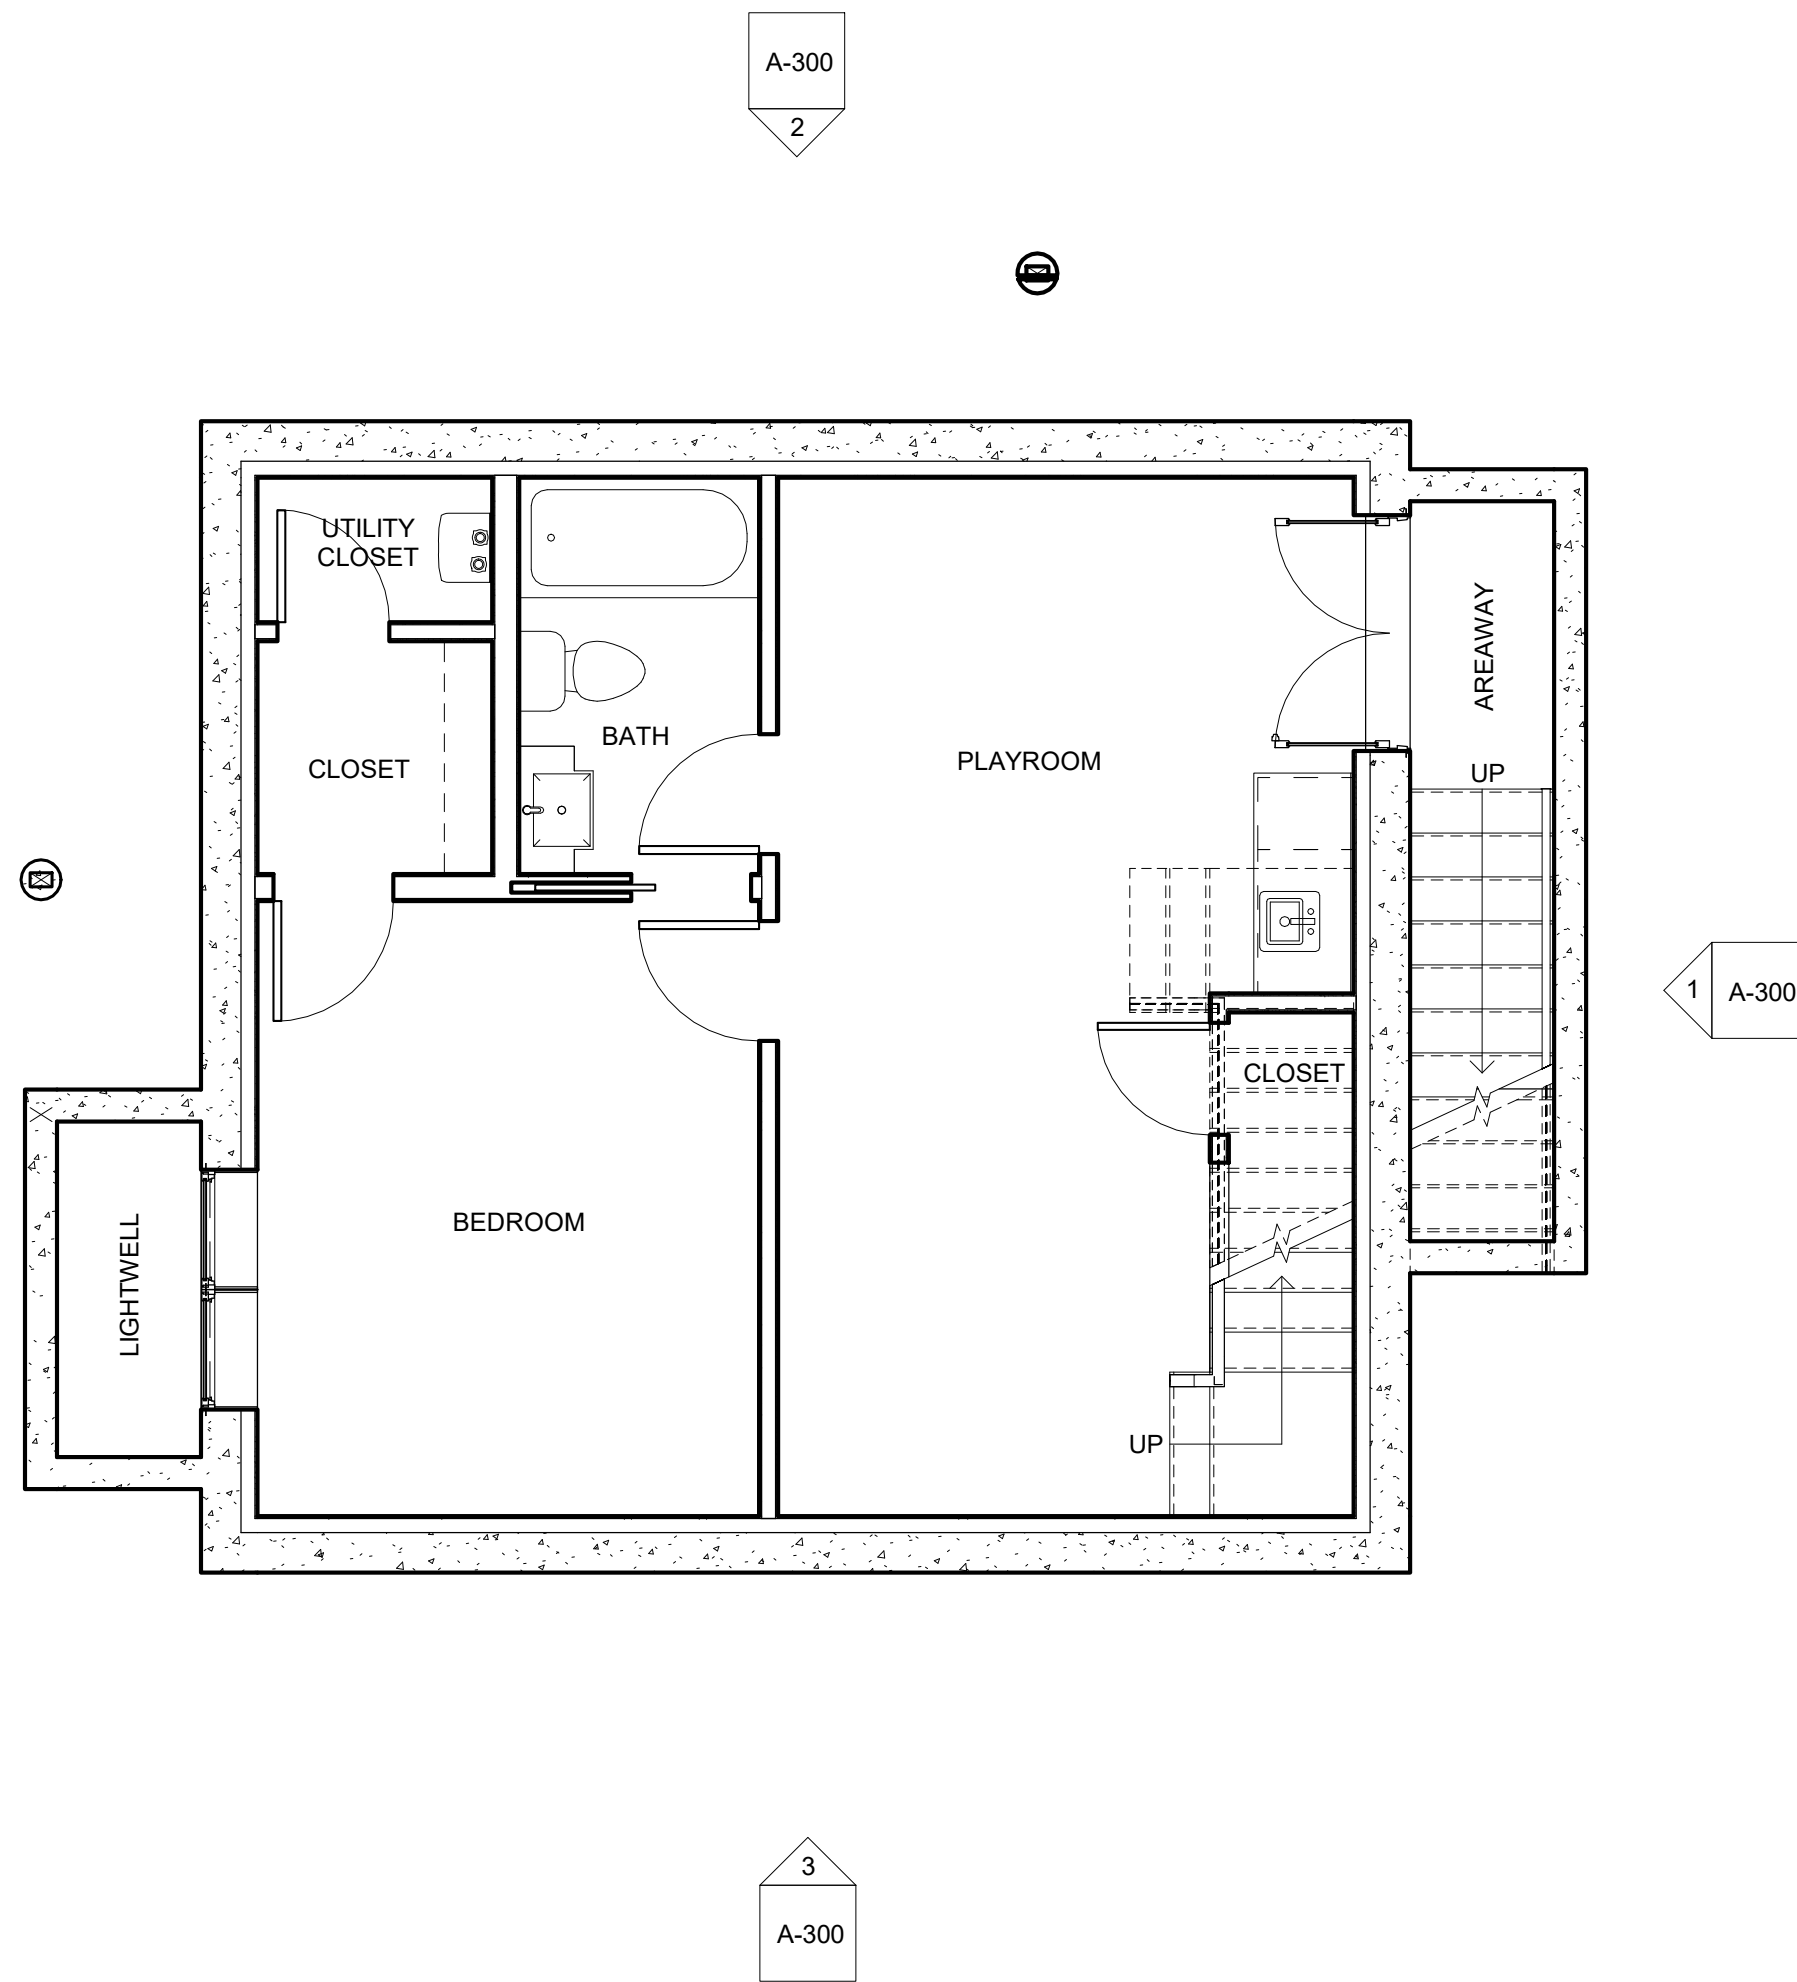 A-300
2
UTILITY
CLOSET
AREAWAY
BATH
PLAYROOM
CLOSET
UP
1
A-300
CLOSET
BEDROOM
LIGHTWELL
UP
3
A-300